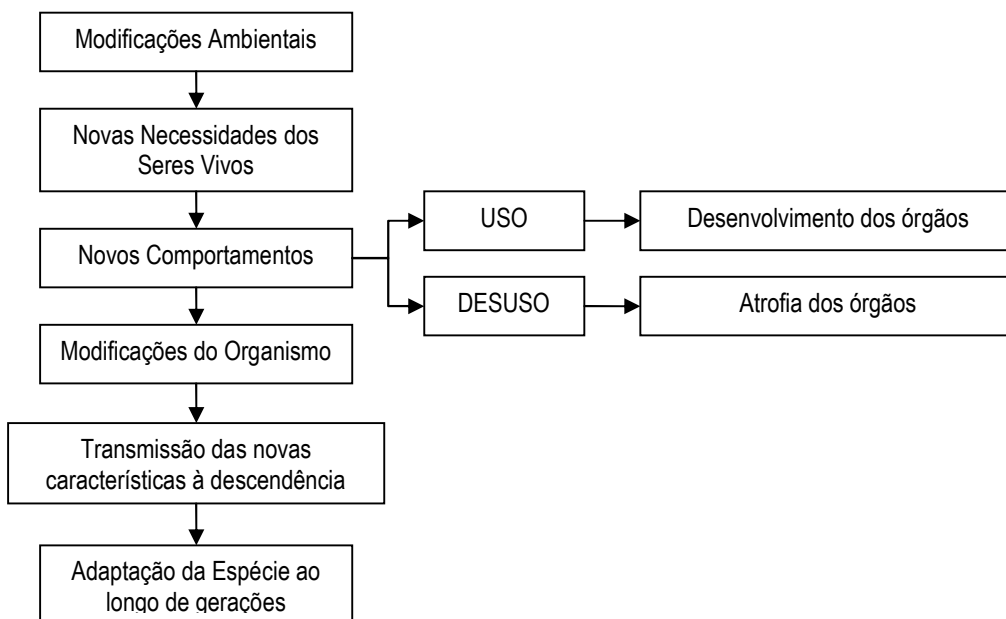 Modificações Ambientais
Novas Necessidades dos
Seres Vivos
Novos Comportamentos
USO
Desenvolvimento dos órgãos
DESUSO
Atrofia dos órgãos
Modificações do Organismo
Transmissão das novas
características à descendência
Adaptação da Espécie ao
longo de gerações